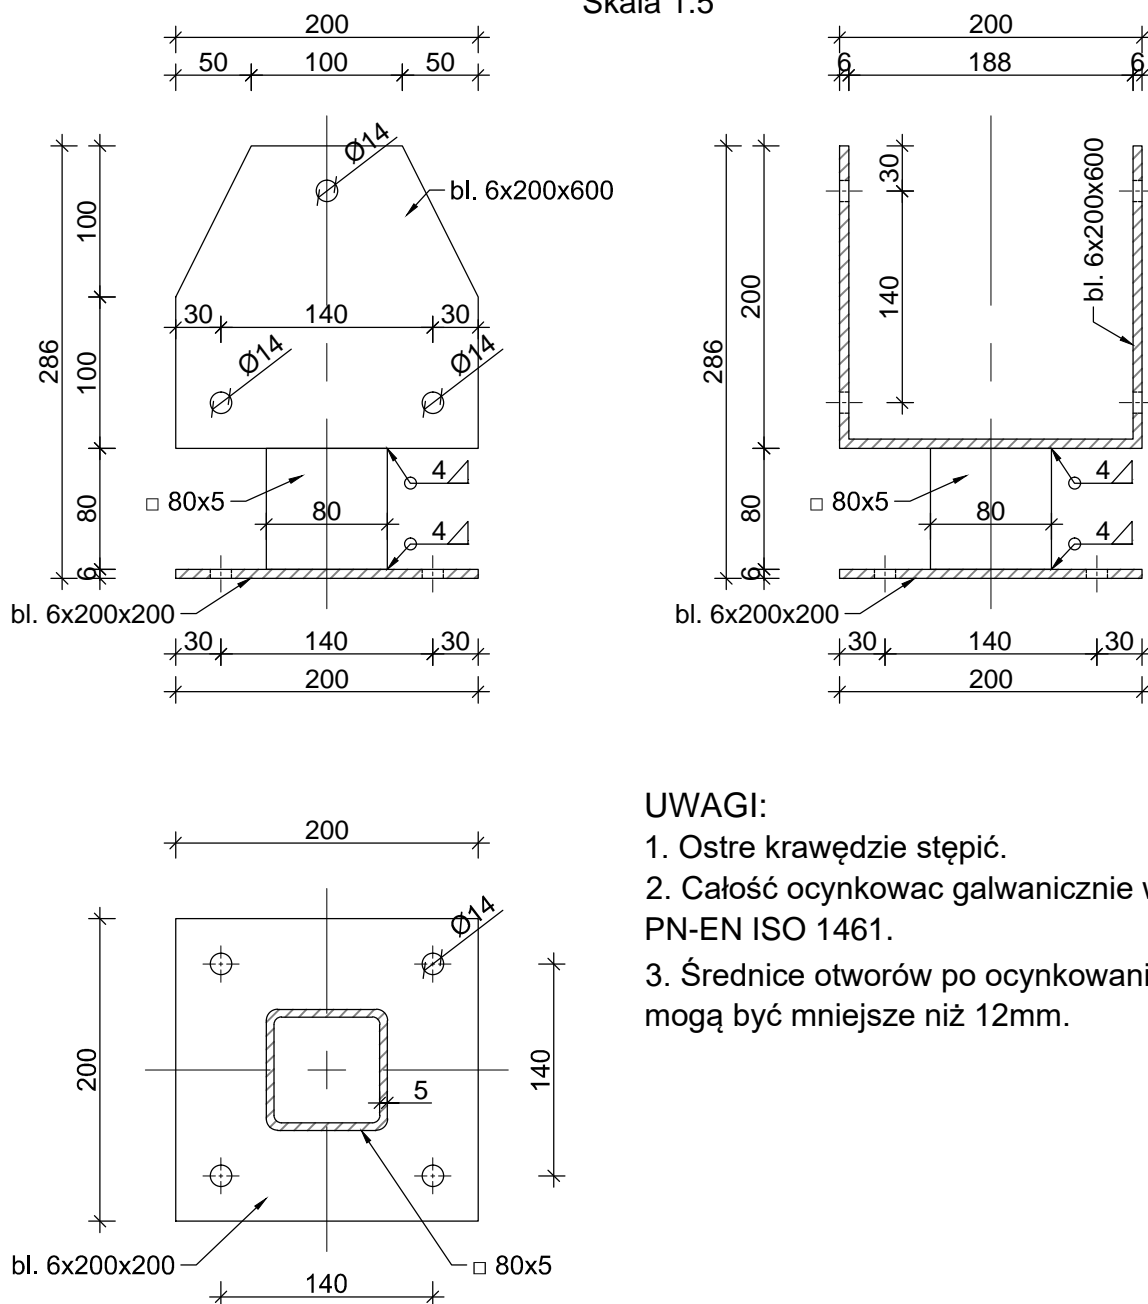 Skala 1:5
200
50 100 50
Ø14
bl. 6x200x600
100
286
30 140 30
Ø14 Ø14
100
□ 80x5
80
80
4
4
6
bl. 6x200x200
30 140 30
200
200
6 188 6
30
bl. 6x200x600
200
140
286
□ 80x5
80
80
4
4
6
bl. 6x200x200
30 140 30
200
200
Ø14
200
140
5
bl. 6x200x200
□ 80x5
140
UWAGI:
1. Ostre krawędzie stępić.
2. Całość ocynkowac galwanicznie
PN-EN ISO 1461.
3. Średnice otworów po ocynkowani
mogą być mniejsze niż 12mm.